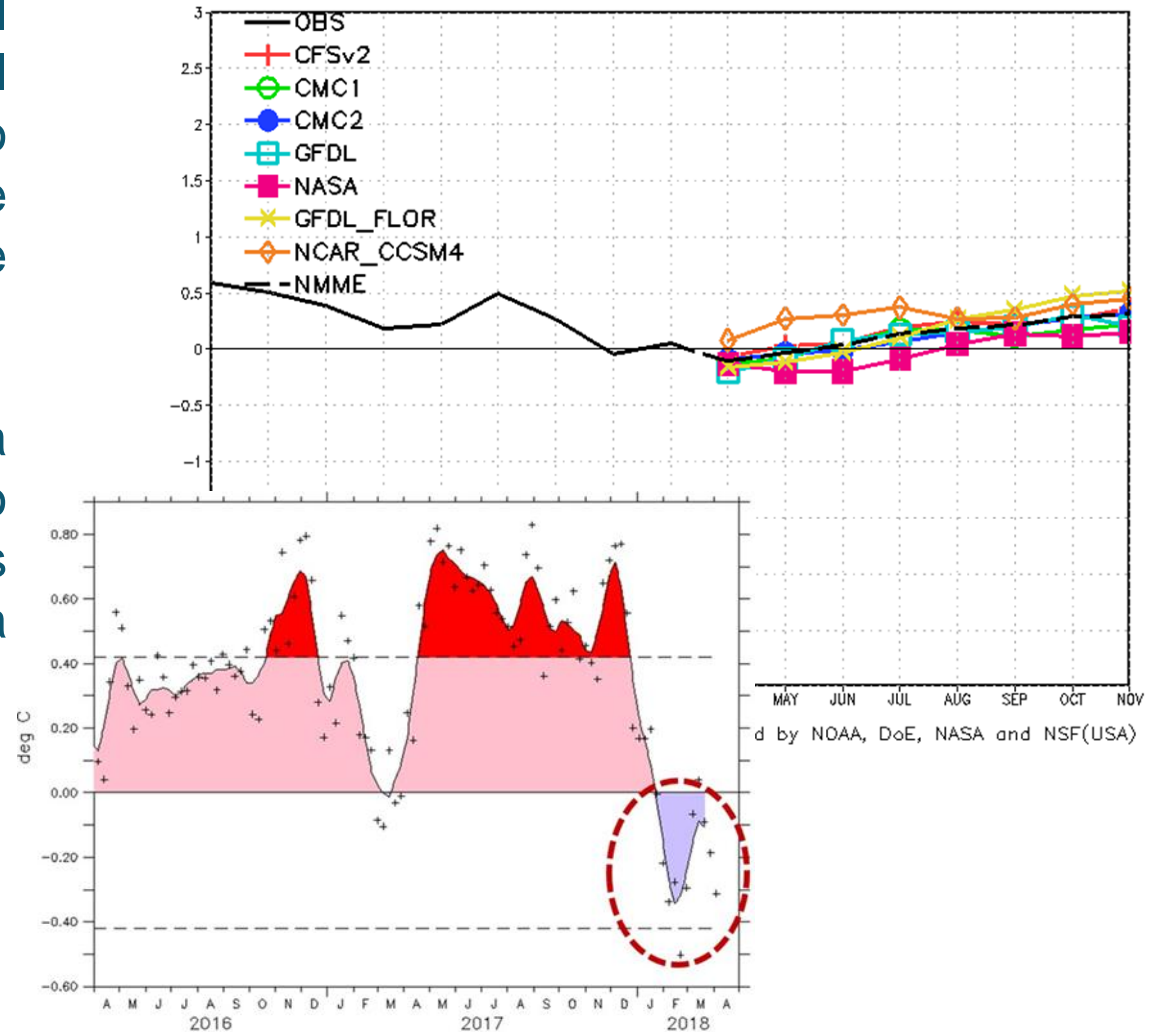 3
OBS
CFSv2
2.5
CMC1
CMC2
2
GFDL
1.5
NASA
GFDL_FLOR
1
NCAR_CCSM4
NMME
0.5
0
-0.5
-1
MAY JUN JUL AUG SEP OCT NOV
d by NOAA, DoE, NASA and NSF(USA)
0.80
0.60
0.40
0.20
0.00
-0.20
-0.40
-0.60
deg C
A M J J A S O N D J F M A M J J A S O N D J F M A
2016 2017 2018
o
e
e
a
o
s
a